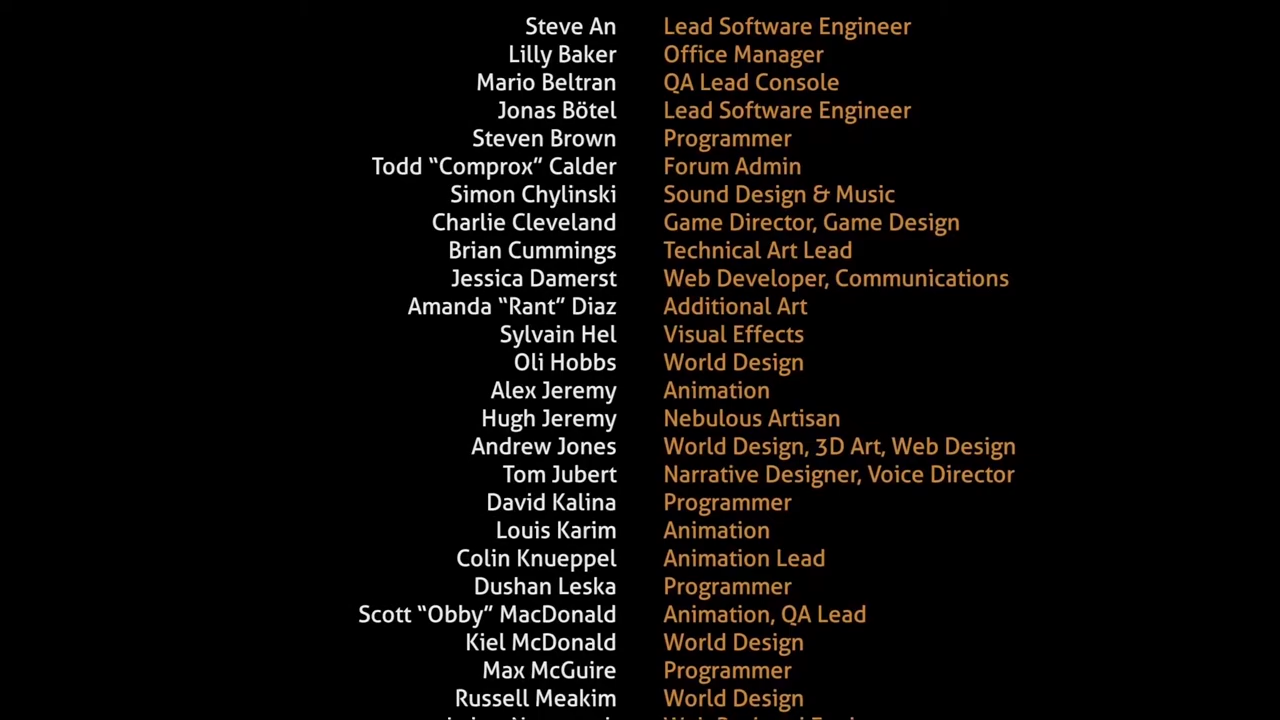 Steve An Lead Software Engineer
Lilly Baker Office Manager
Mario Beltran QA Lead Console
Jonas Bötel Lead Software Engineer
Steven Brown Programmer
Todd “Comprox” Calder Forum Admin
Simon Chylinski Sound Design & Music
Charlie Cleveland Game Director, Game Design
Brian Cummings Technical Art Lead
Jessica Damerst Web Developer, Communications
Amanda “Rant” Diaz Additional Art
Sylvain Hel Visual Effects
Oli Hobbs World Design
Alex Jeremy Animation
Hugh Jeremy Nebulous Artisan
Andrew Jones World Design, 3D Art, Web Design
Tom Jubert Narrative Designer, Voice Director
David Kalina Programmer
Louis Karim Animation
Colin Knueppel Animation Lead
Dushan Leska Programmer
Scott “Obby” MacDonald Animation, QA Lead
Kiel McDonald World Design
Max McGuire Programmer
Russell Meakim World Design